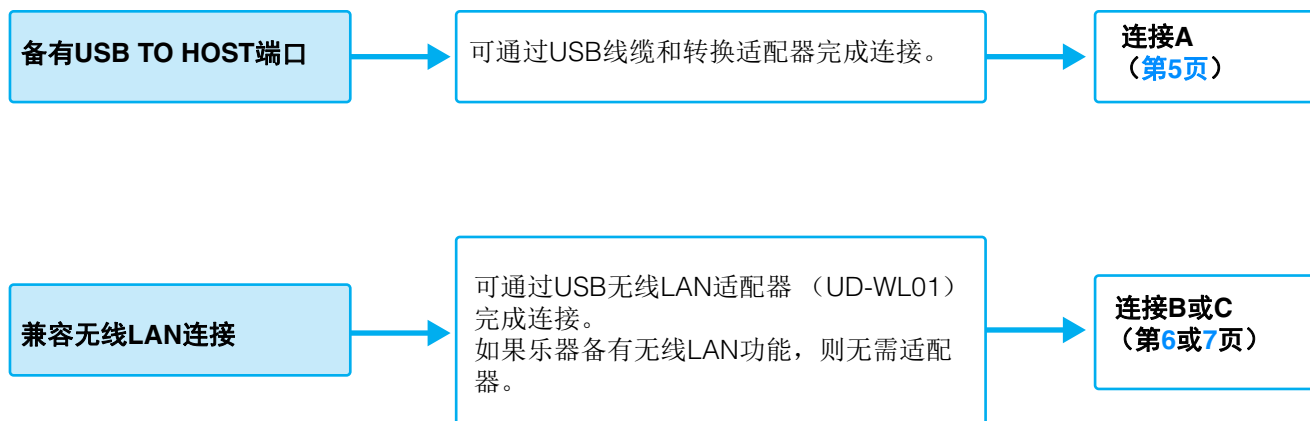 备有USB TO HOST端口
可通过USB线缆和转换适配器完成连接。
连接A
（第5页）
兼容无线LAN连接
可通过USB无线LAN适配器 （UD-WL01）
完成连接。
如果乐器备有无线LAN功能，则无需适配
器。
连接B或C
（第6或7页）